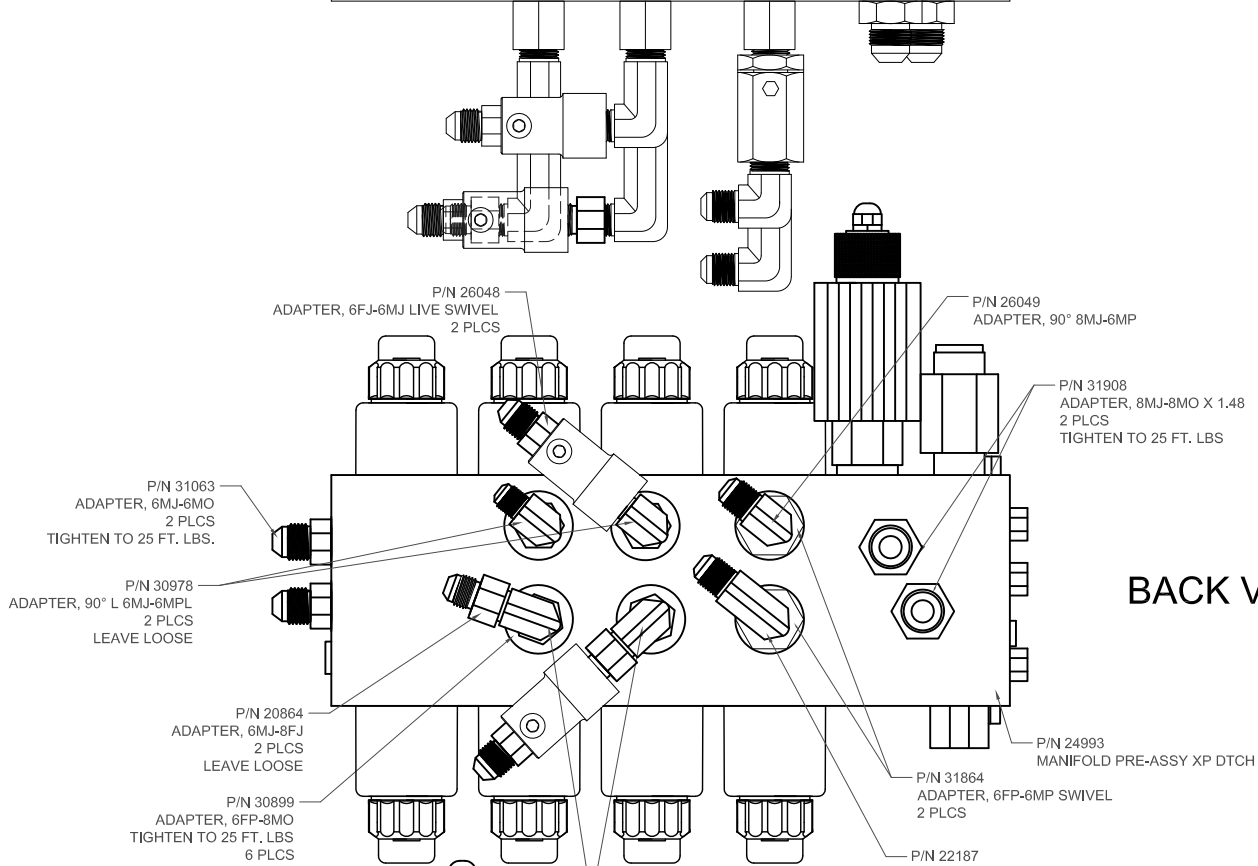 P/N 26048
ADAPTER, 6FJ-6MJ LIVE SWIVEL
2 PLCS
P/N 26049
ADAPTER, 90° 8MJ-6MP
P/N 31908
ADAPTER, 8MJ-8MO X 1.48
2 PLCS
TIGHTEN TO 25 FT. LBS
P/N 31063
ADAPTER, 6MJ-6MO
2 PLCS
TIGHTEN TO 25 FT. LBS.
P/N 30978
ADAPTER, 90° L 6MJ-6MPL
2 PLCS
LEAVE LOOSE
BACK V
P/N 20864
ADAPTER, 6MJ-8FJ
2 PLCS
LEAVE LOOSE
P/N 24993
MANIFOLD PRE-ASSY XP DTCH
P/N 31864
ADAPTER, 6FP-6MP SWIVEL
2 PLCS
P/N 30899
ADAPTER, 6FP-8MO
TIGHTEN TO 25 FT. LBS
6 PLCS
P/N 22187